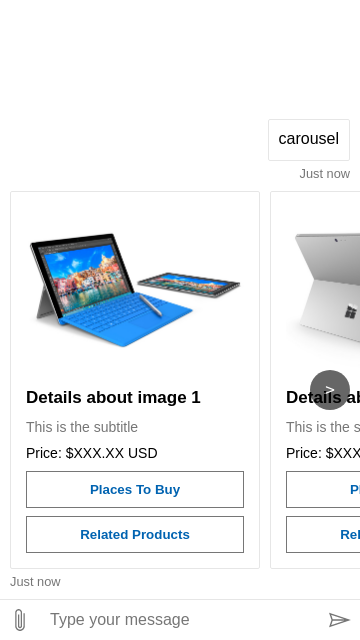 carousel
Just now
Details about image 1
This is the subtitle
Price: $XXX.XX USD
Places To Buy
Related Products
>
Details ab
This is the s
Price: $XXX
Pl
Rel
Just now
Type your message